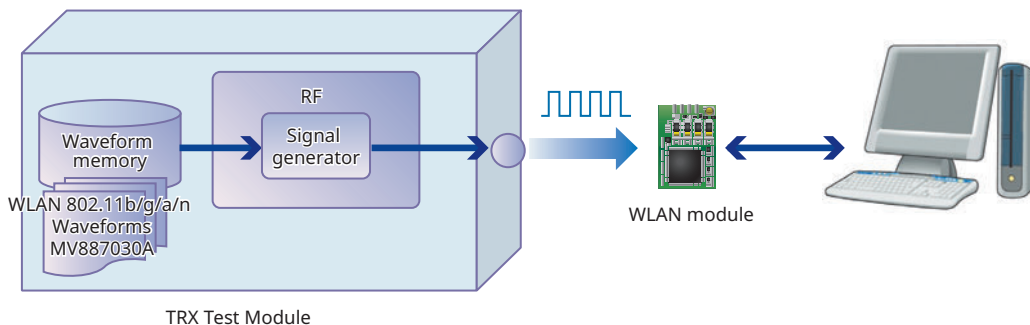 RF
Waveform
memory
Signal
generator
WLAN 802.11b/g/a/n
Waveforms
MV887030A
WLAN module
TRX Test Module